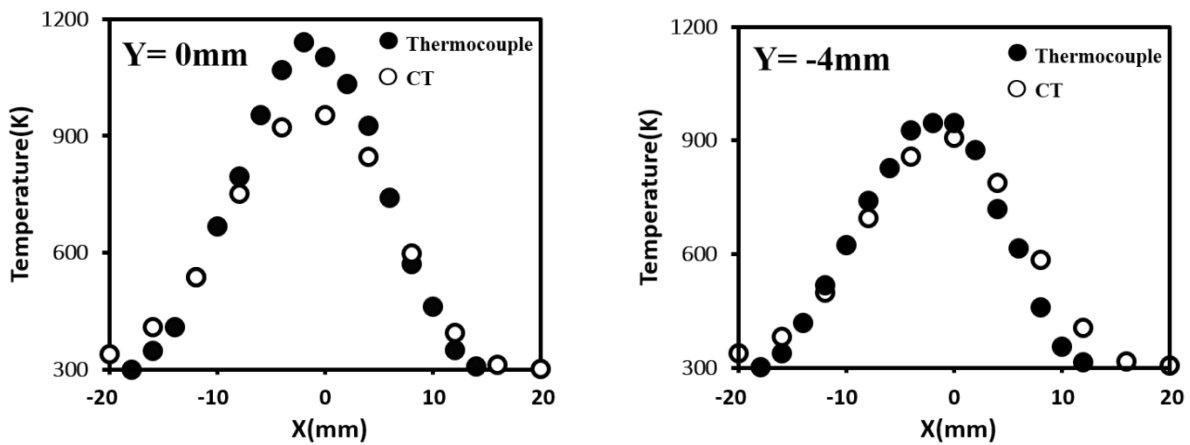 1200
Y= 0mm
Thermocouple
CT
900
600
300
Temperature(K)
-20 -10 0 10 20
X(mm)
1200
Y= -4mm
Thermocouple
CT
900
600
300
Temperature(K)
-20 -10 0 10 20
X(mm)